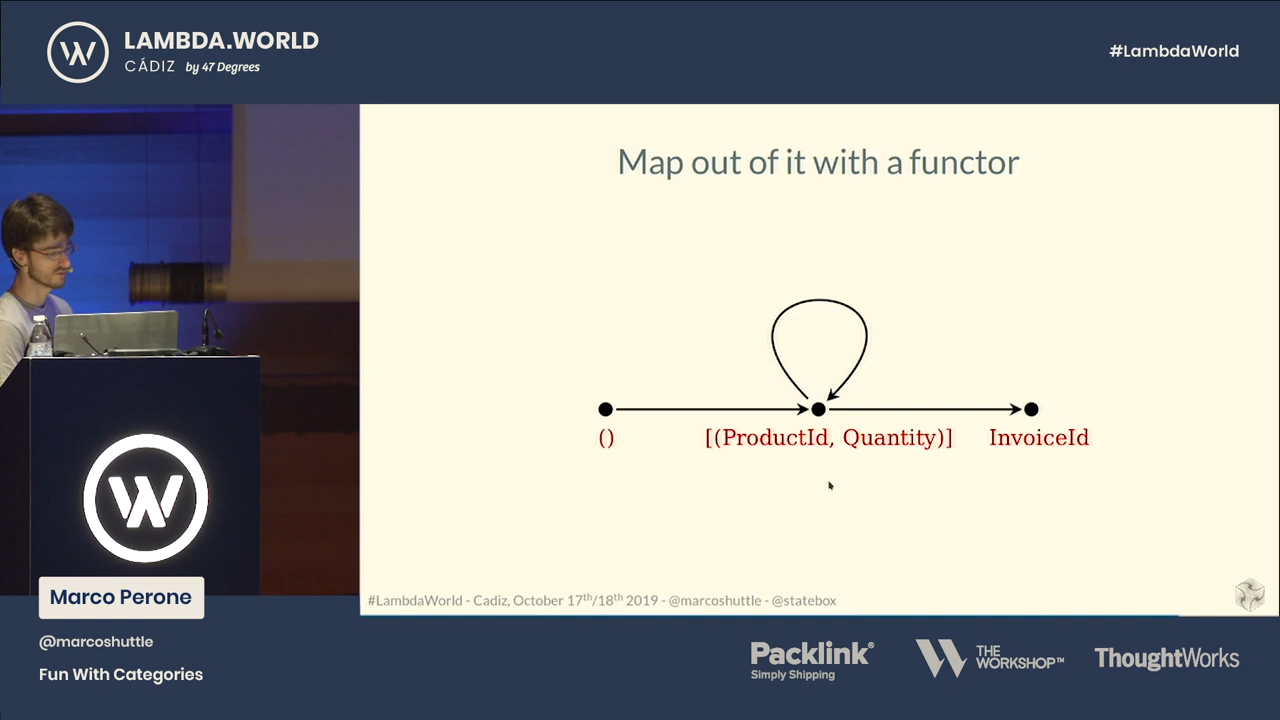 LAMBDA.WORLD
CÁDIZ by 47 Degrees
#LambdaWorld
Map out of it with a functor
() [(ProductId, Quantity)] InvoiceId
#LambdaWorld - Cadiz, October 17th/18th 2019 - @marcoshuttle - @statebox
W
Marco Perone
@marcoshuttle
Fun With Categories
Packlink®
Simply Shipping
THE
WORKSHOP™
ThoughtWorks